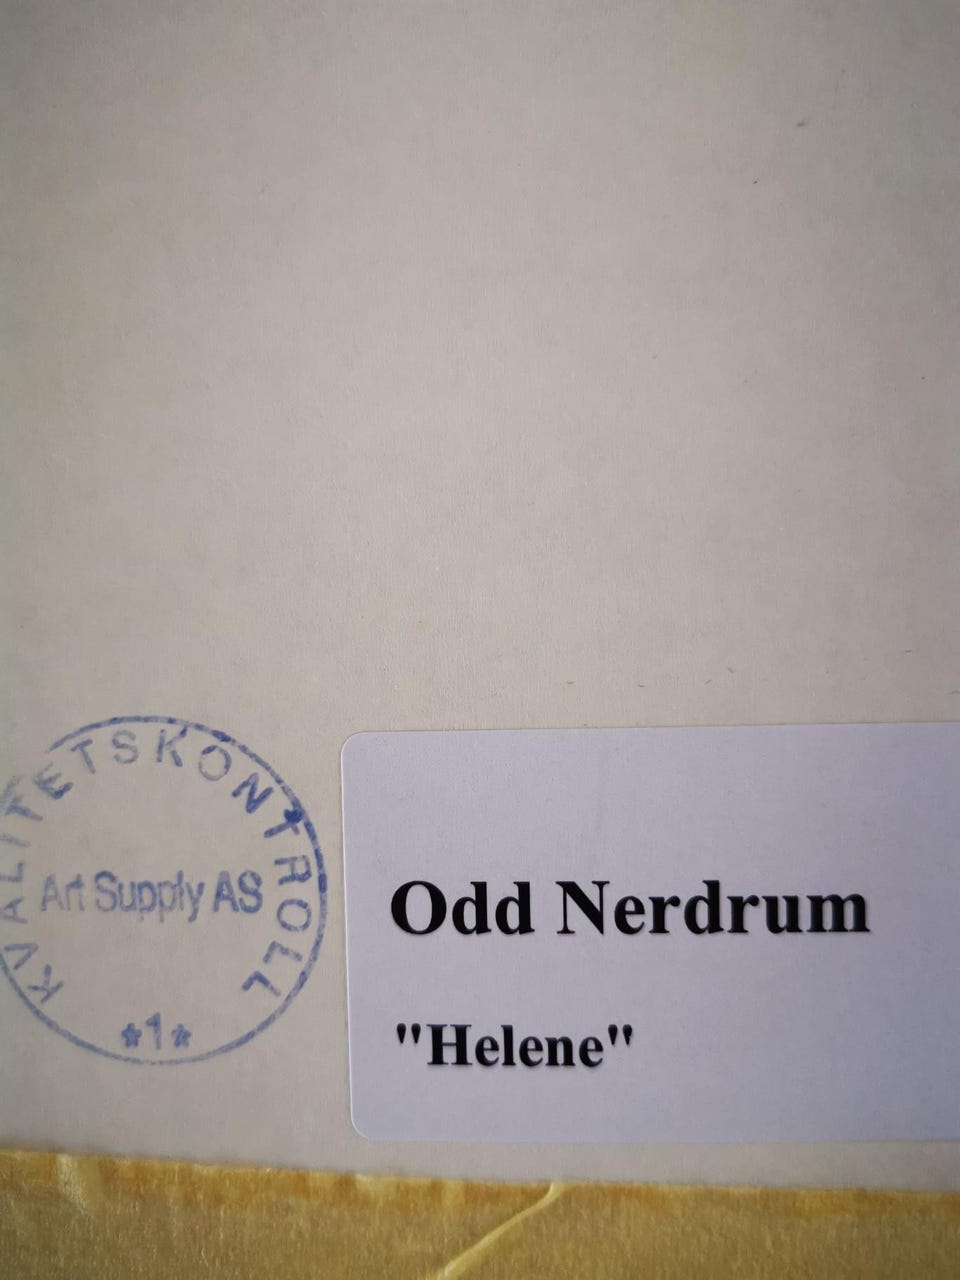 KVALITETSKONTROLL
Art Supply AS
*1*
Odd Nerdrum
"Helene"